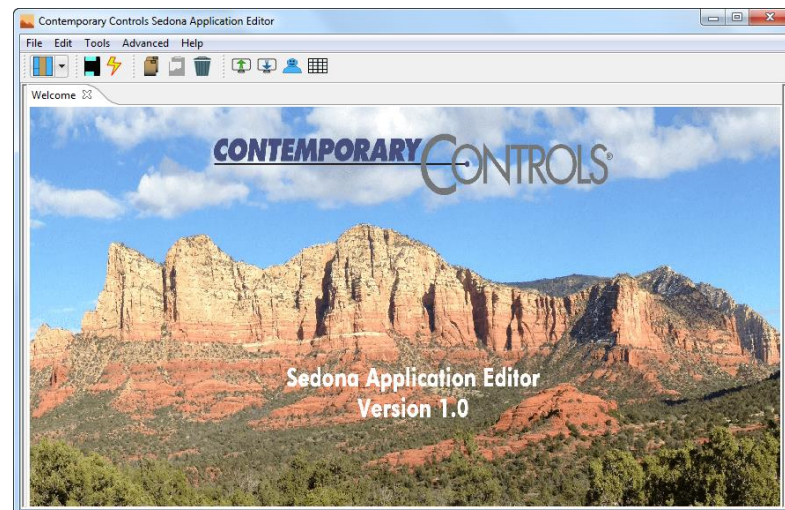 Contemporary Controls Sedona Application Editor
File Edit Tools Advanced Help
Welcome
CONTEMPORARY CONTROLS®
Sedona Application Editor
Version 1.0